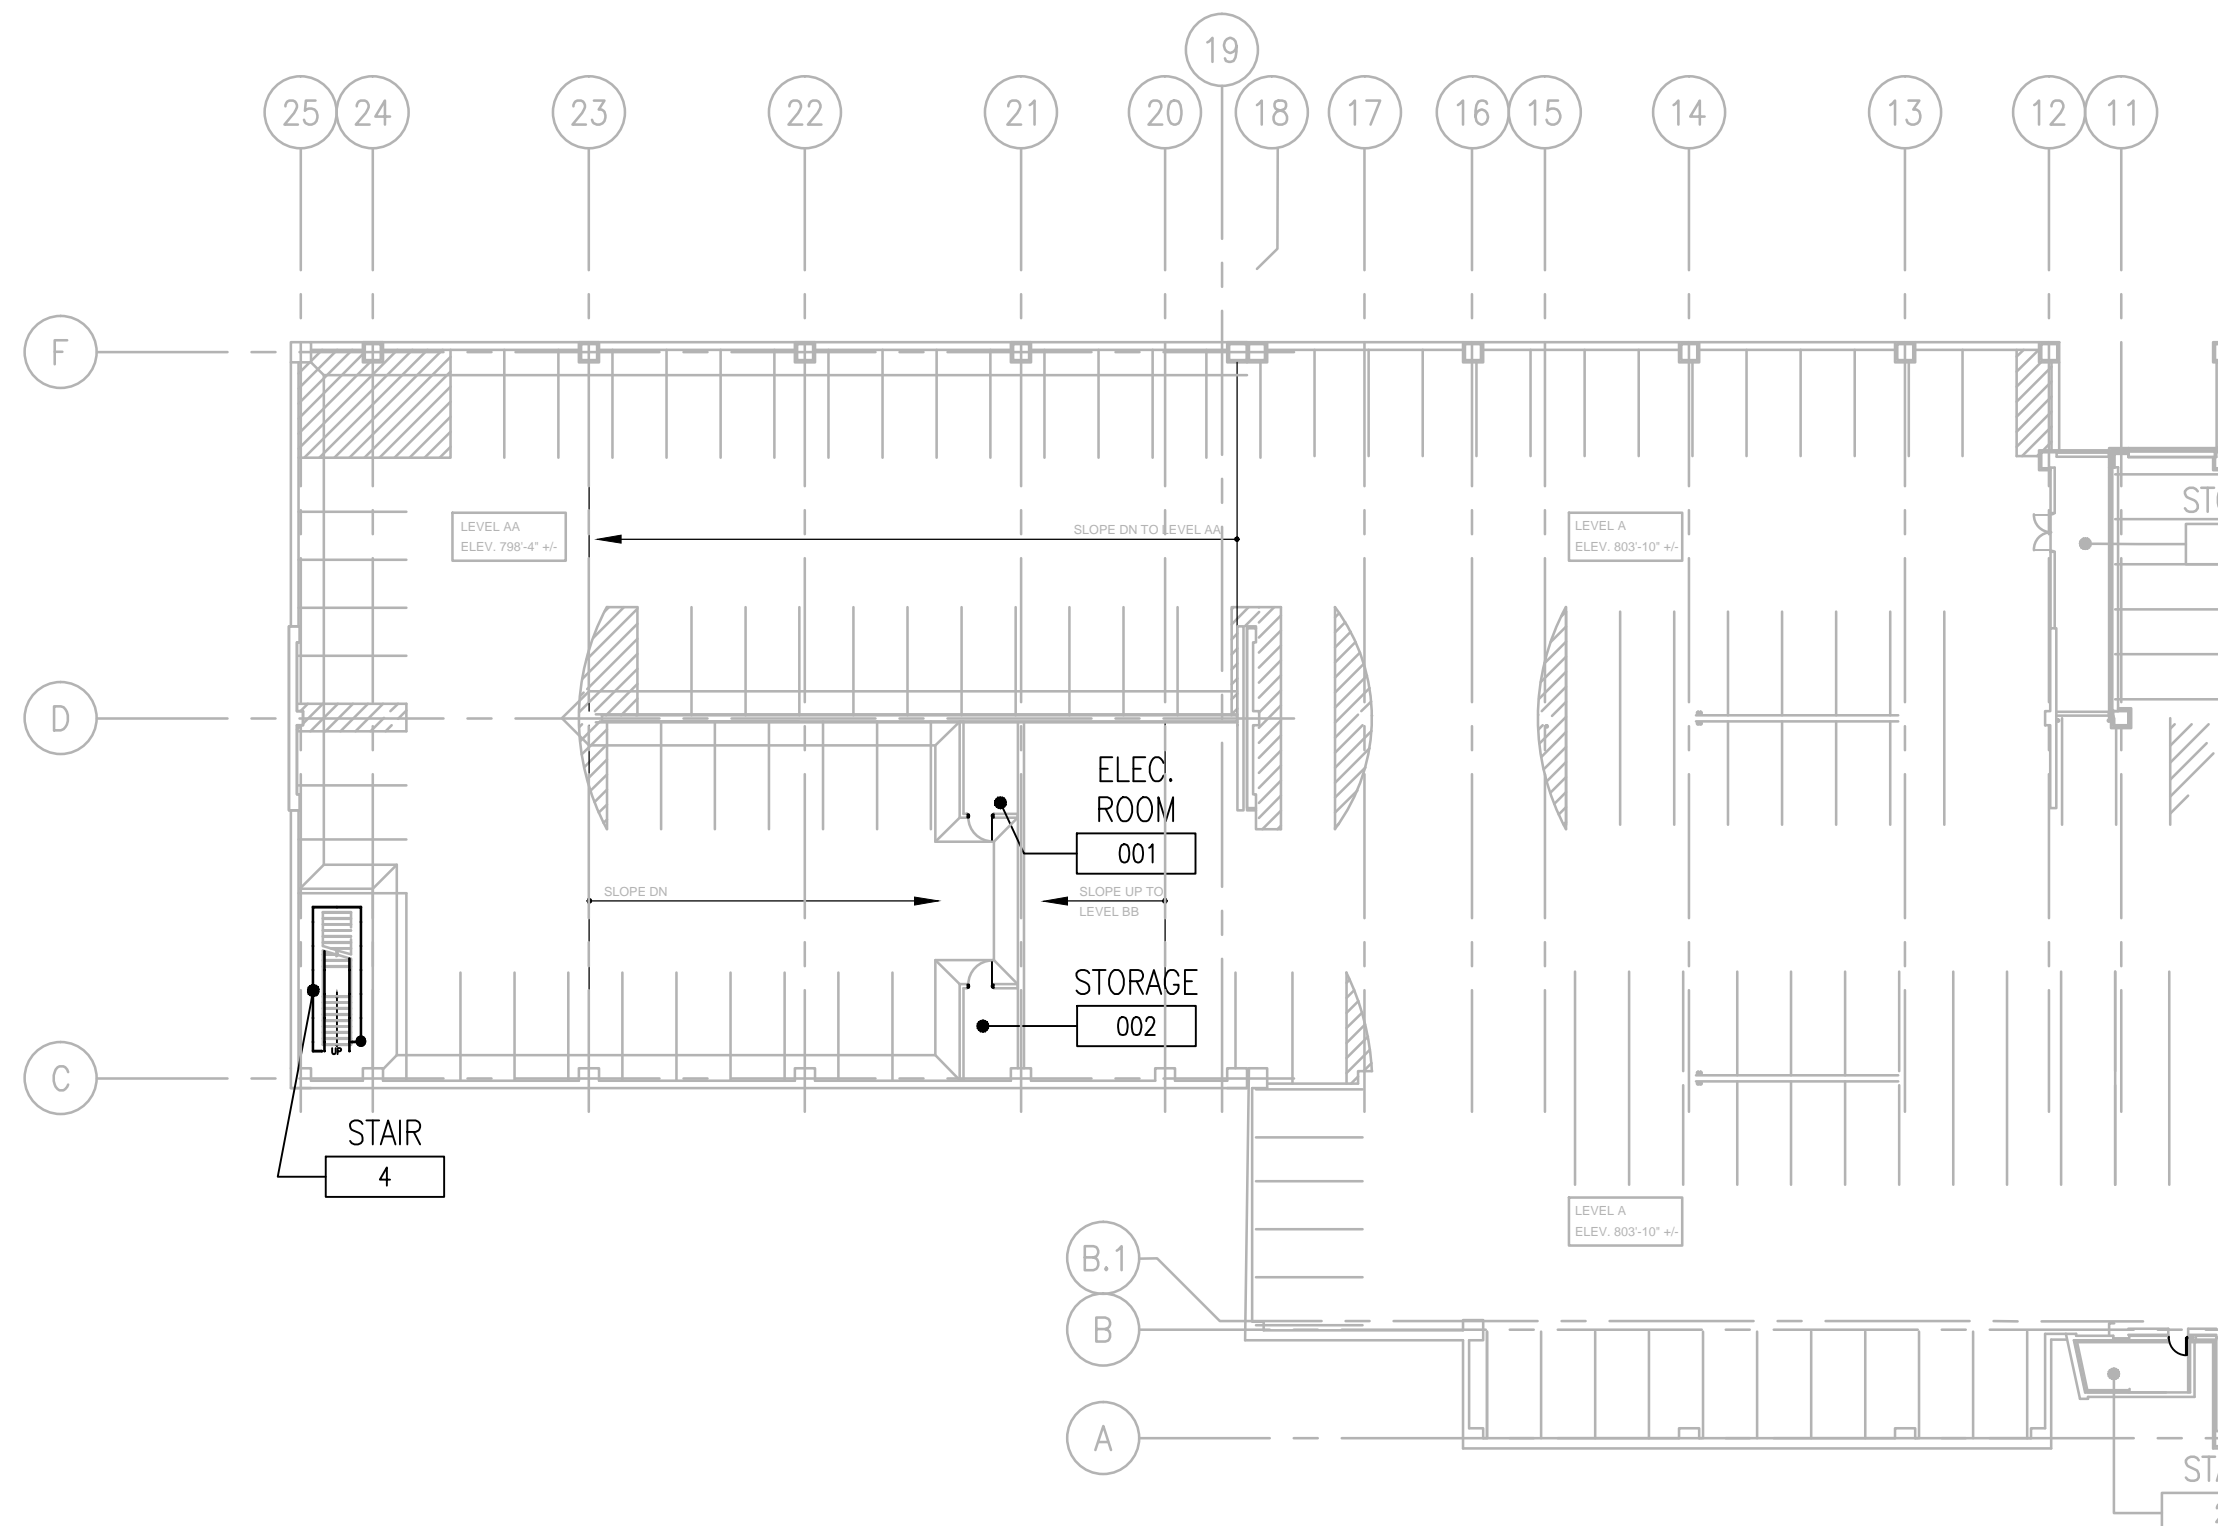 19
25
24
23
22
21
20
18
17
16
15
14
13
12
11
F
LEVEL AA
ELEV. 798'-4" +/-
SLOPE DN TO LEVEL AA
LEVEL A
ELEV. 803'-10" +/-
D
ELEC.
ROOM
001
SLOPE DN
SLOPE UP TO
LEVEL BB
STORAGE
002
UP
C
STAIR
4
LEVEL A
ELEV. 803'-10" +/-
B.1
B
A